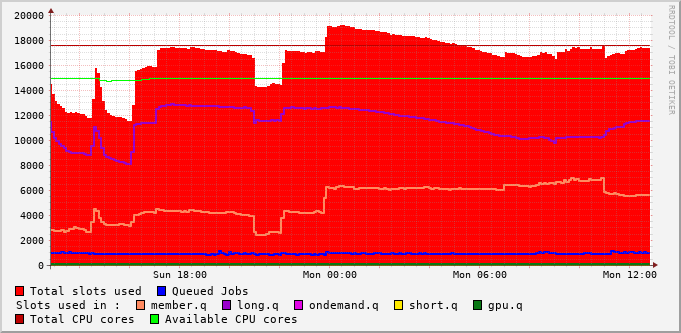 RRDTOOL / TOBI OETIKER
20000
18000
16000
14000
12000
10000
8000
6000
4000
2000
0
Sun 18:00 Mon 00:00 Mon 06:00 Mon 12:00
Total slots used Queued Jobs
Slots used in : member.q long.q ondemand.q short.q gpu.q
Total CPU cores Available CPU cores